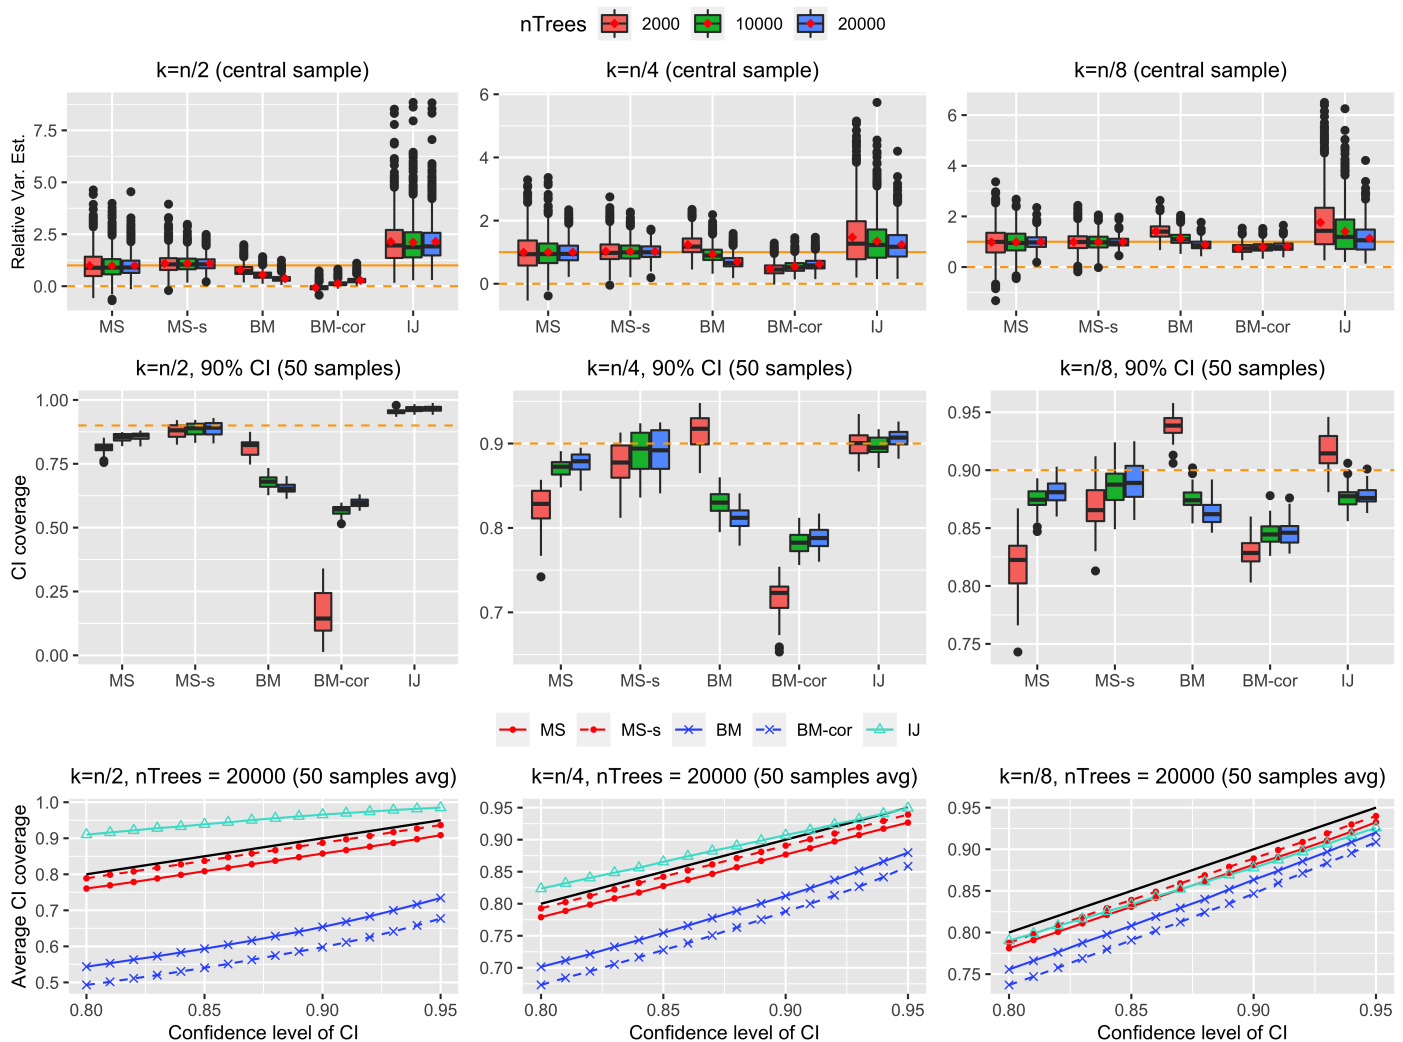 nTrees 2000 10000 20000
k=n/2 (central sample) k=n/4 (central sample) k=n/8 (central sample)
Relative Var. Est.
7.5
5.0
2.5
0.0
MS MS-s BM BM-cor IJ
6
4
2
0
MS MS-s BM BM-cor IJ
6
4
2
0
MS MS-s BM BM-cor IJ
k=n/2, 90% CI (50 samples) k=n/4, 90% CI (50 samples) k=n/8, 90% CI (50 samples)
CI coverage
1.00
0.75
0.50
0.25
0.00
MS MS-s BM BM-cor IJ
0.9
0.8
0.7
MS MS-s BM BM-cor IJ
0.95
0.90
0.85
0.80
0.75
MS MS-s BM BM-cor IJ
MS MS-s BM BM-cor IJ
k=n/2, nTrees = 20000 (50 samples avg) k=n/4, nTrees = 20000 (50 samples avg) k=n/8, nTrees = 20000 (50 samples avg)
Average CI coverage
1.0
0.9
0.8
0.7
0.6
0.5
0.80 0.85 0.90 0.95
Confidence level of CI
0.95
0.90
0.85
0.80
0.75
0.70
0.80 0.85 0.90 0.95
Confidence level of CI
0.95
0.90
0.85
0.80
0.75
0.80 0.85 0.90 0.95
Confidence level of CI